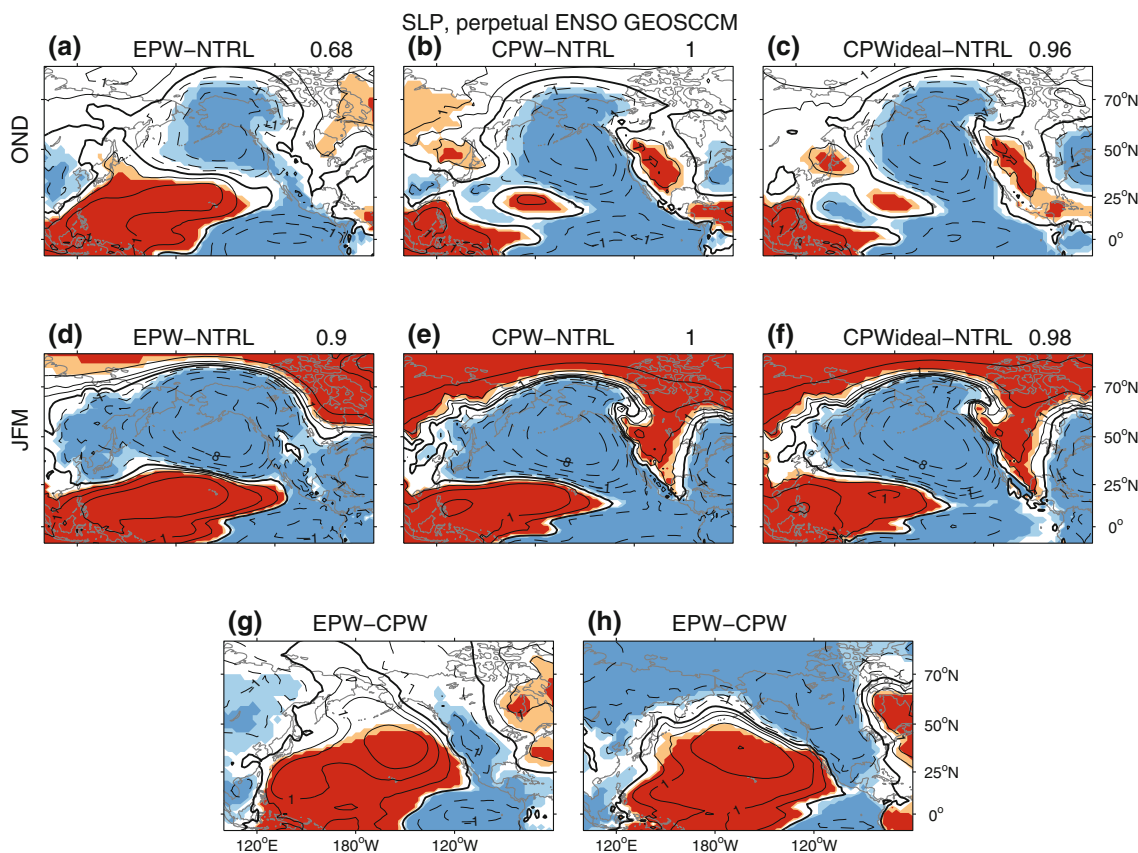 SLP, perpetual ENSO GEOSCCM
(a) EPW−NTRL 0.68
(b) CPW−NTRL 1
(c) CPWideal−NTRL 0.96
OND
70°N
50°N
25°N
0°
(d) EPW−NTRL 0.9
(e) CPW−NTRL 1
(f) CPWideal−NTRL 0.98
JFM
70°N
50°N
25°N
0°
(g) EPW−CPW
(h) EPW−CPW
70°N
50°N
25°N
0°
120°E 180°W 120°W
120°E 180°W 120°W